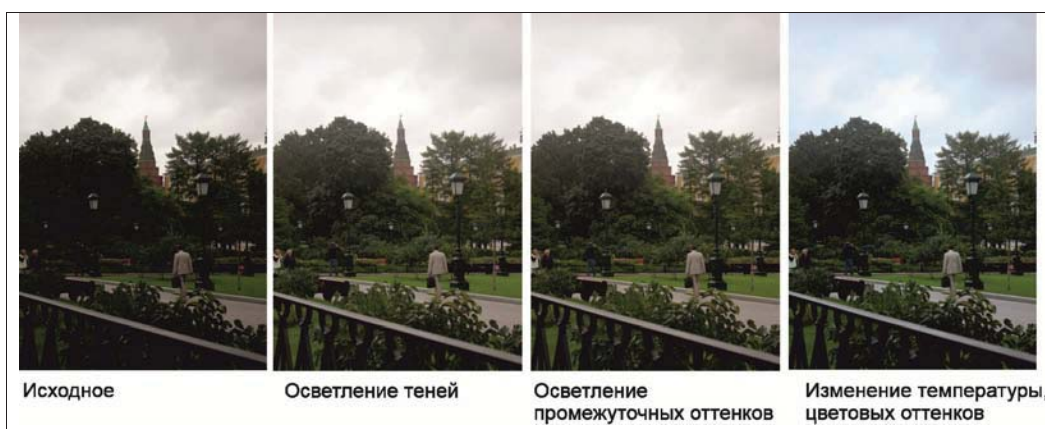 Исходное
Осветление теней
Осветление
промежуточных оттенков
Изменение температуры,
цветовых оттенков